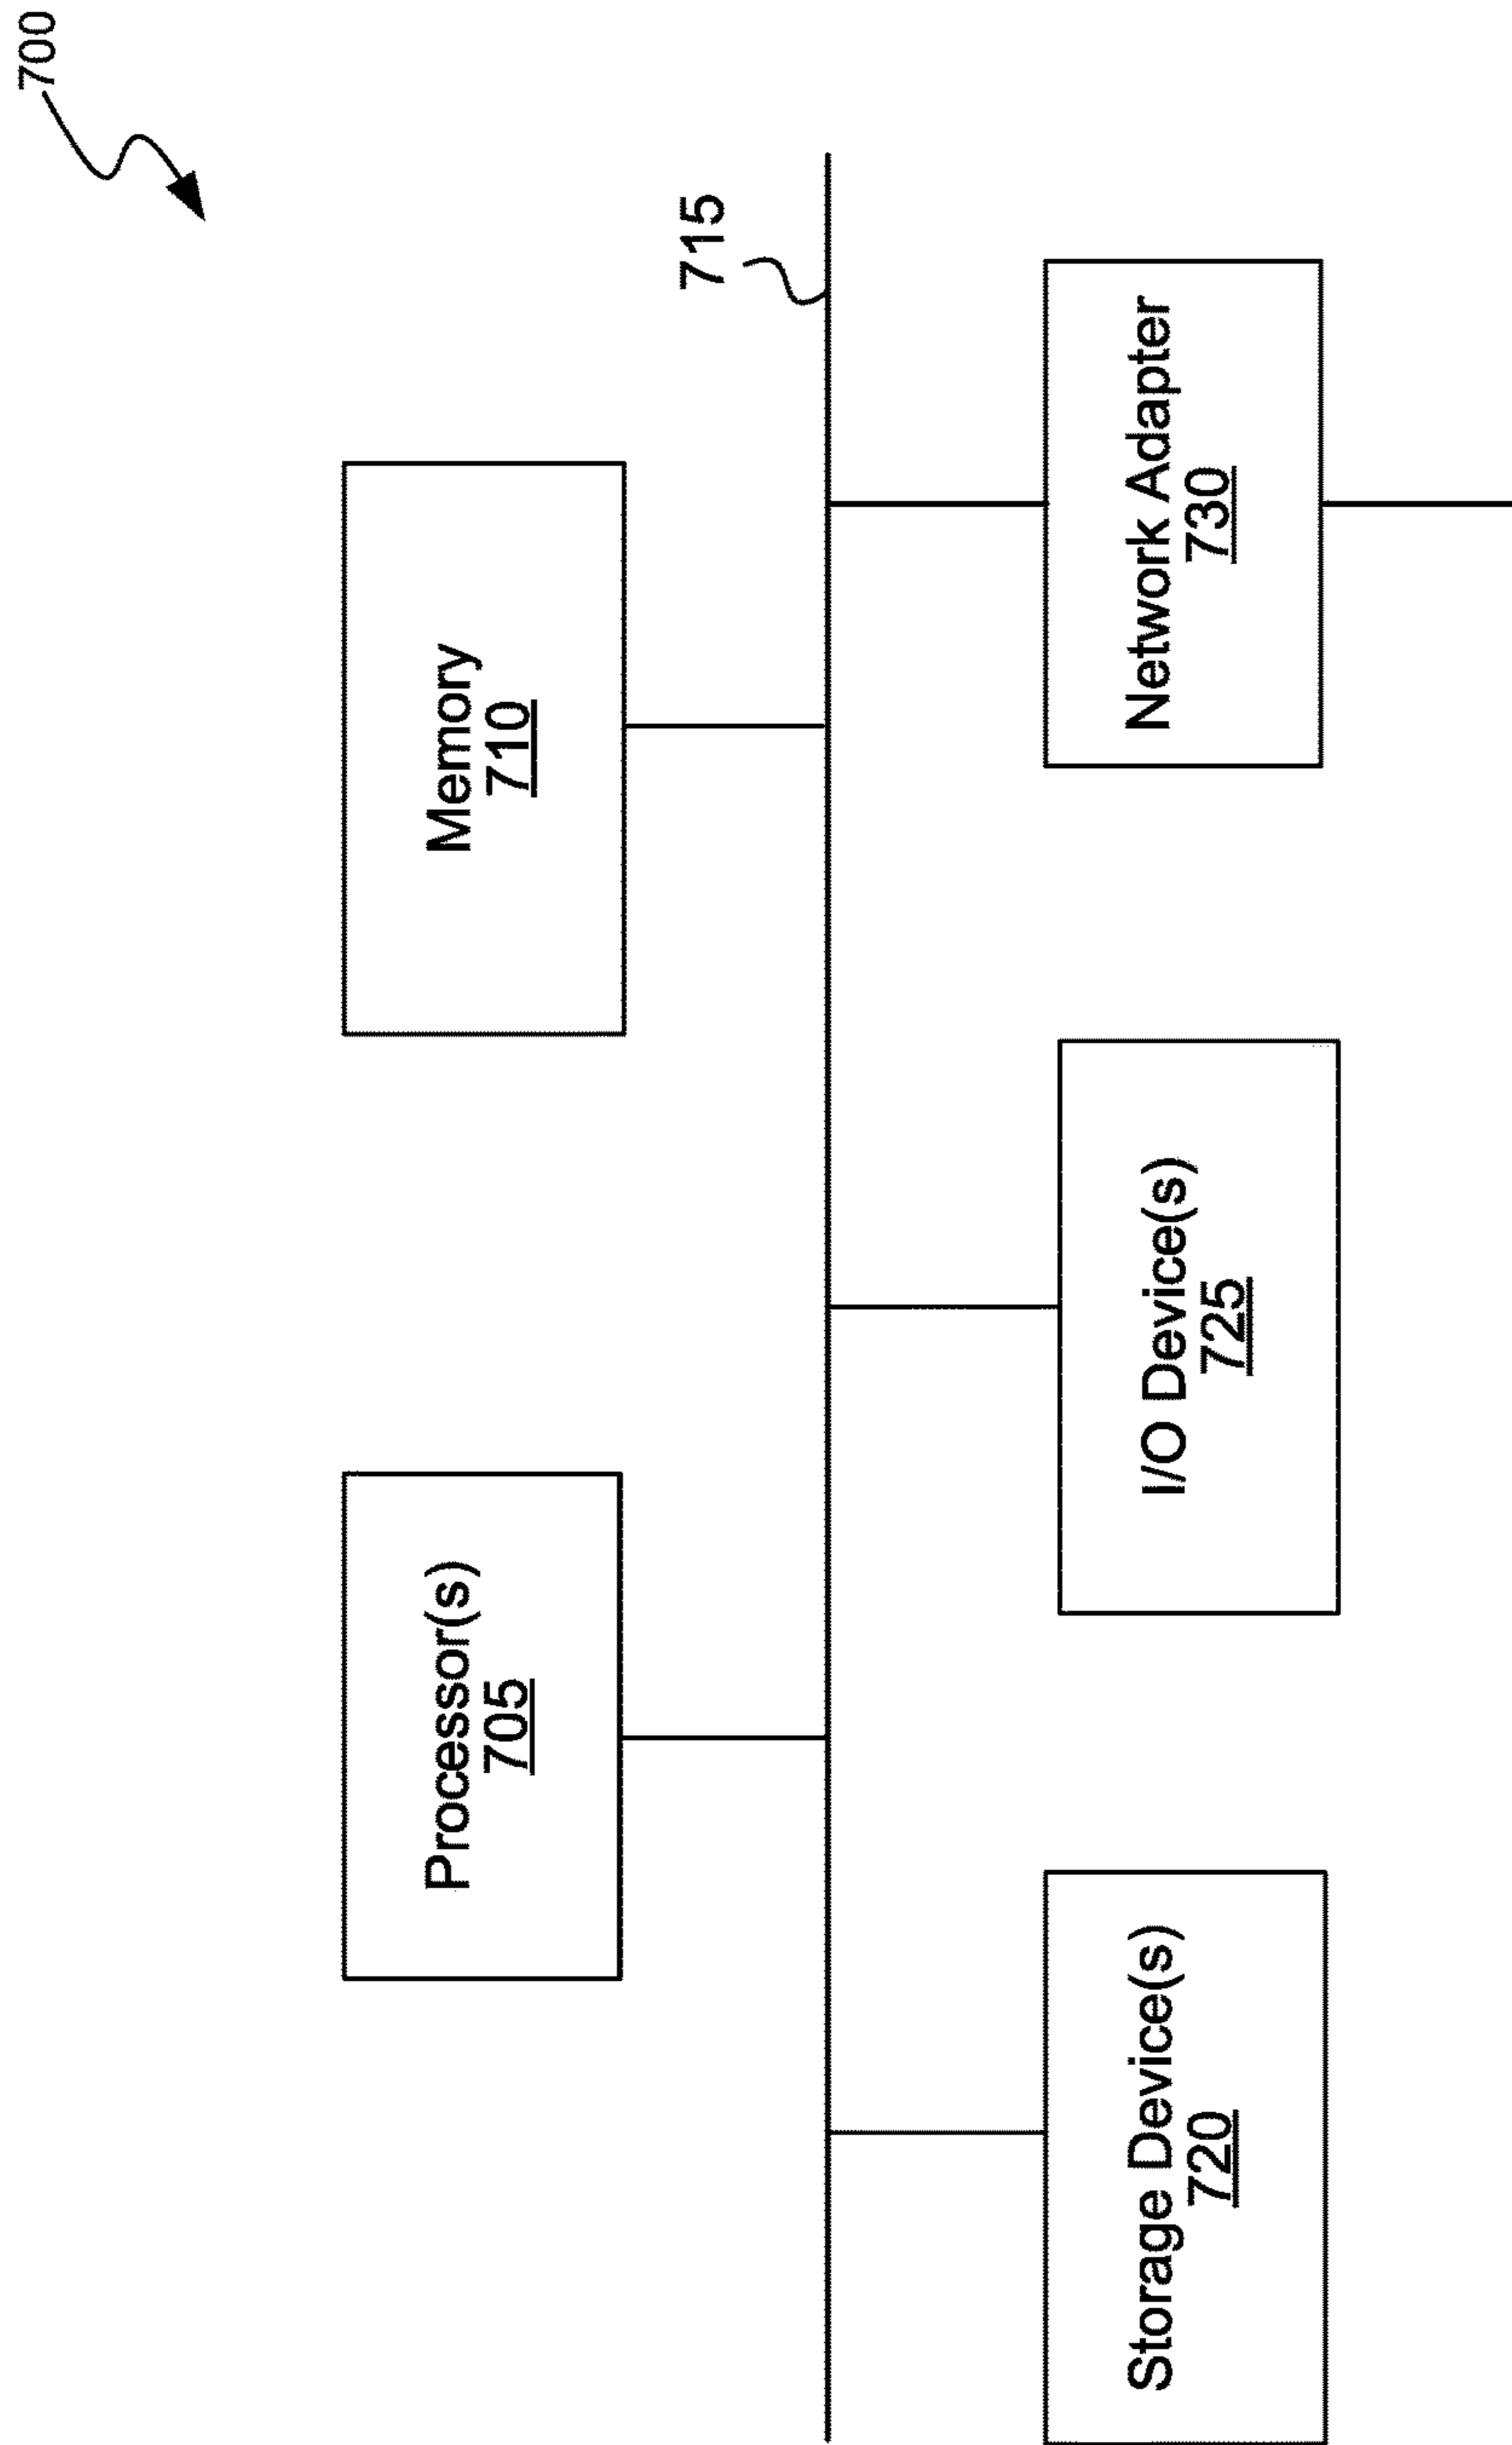 700
Processor(s)
705
Memory
710
715
Storage Device(s)
720
I/O Device(s)
725
Network Adapter
730